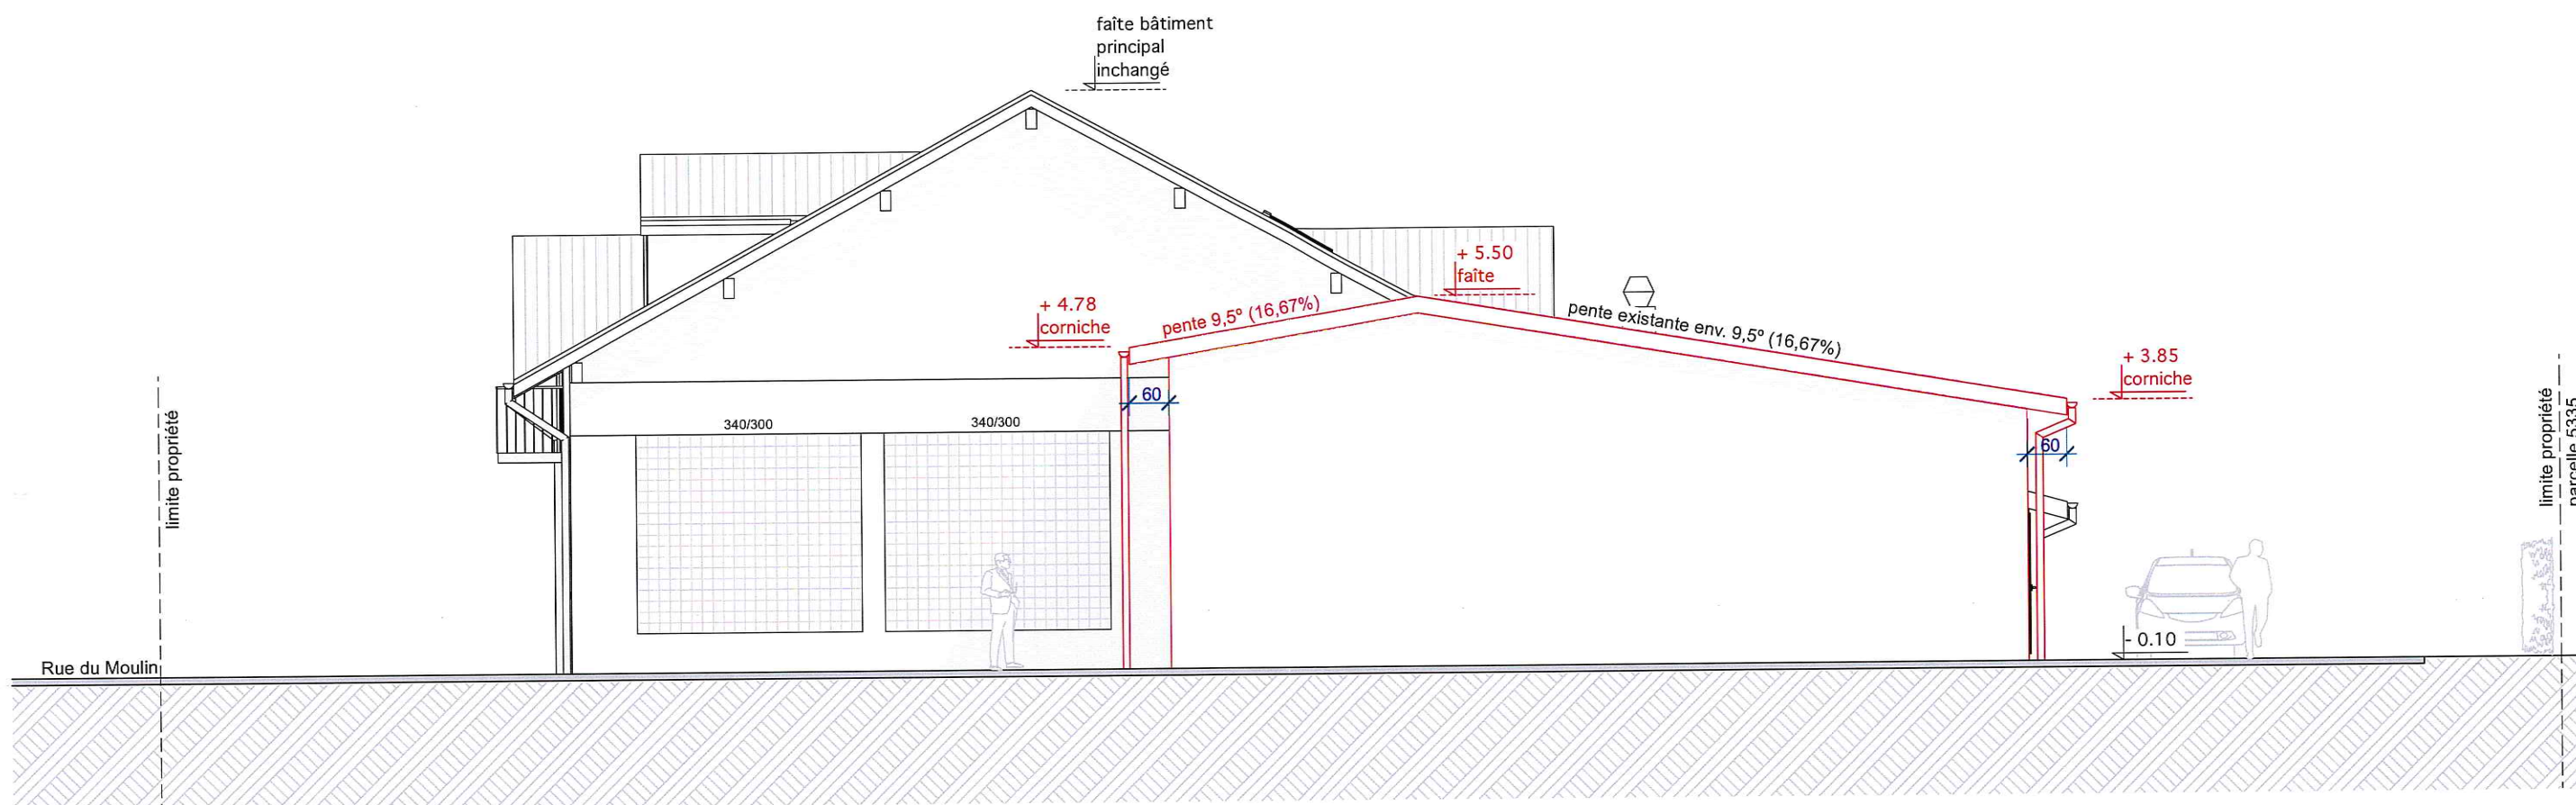 faîte bâtiment
principal
inchangé
+ 5.50
faîte
+ 4.78
corniche
pente 9,5° (16,67%)
pente existante env. 9,5° (16,67%)
+ 3.85
corniche
60
340/300
340/300
60
limite propriété
limite propriété
parcelle 5335
- 0.10
Rue du Moulin